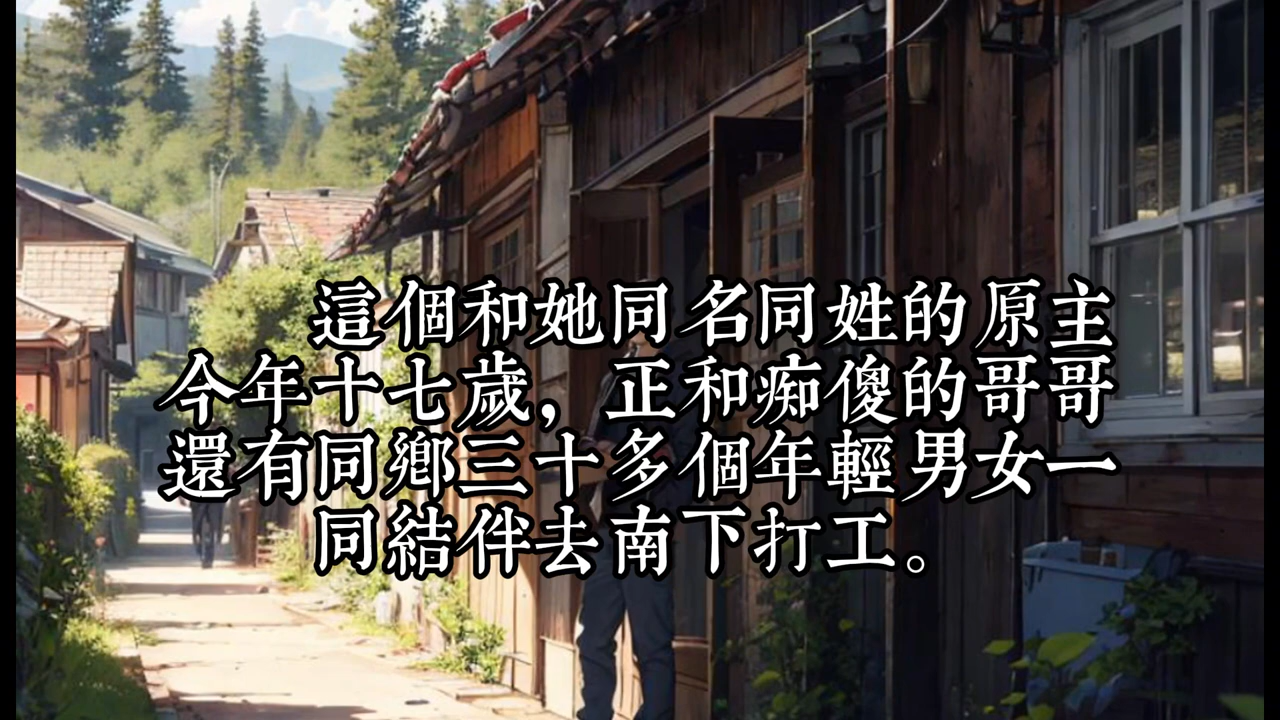 這個和她同名同姓的原主
今年十七歲，正和痴傻的哥哥
還有同鄉三十多個年輕男女一
同結伴去南下打工。